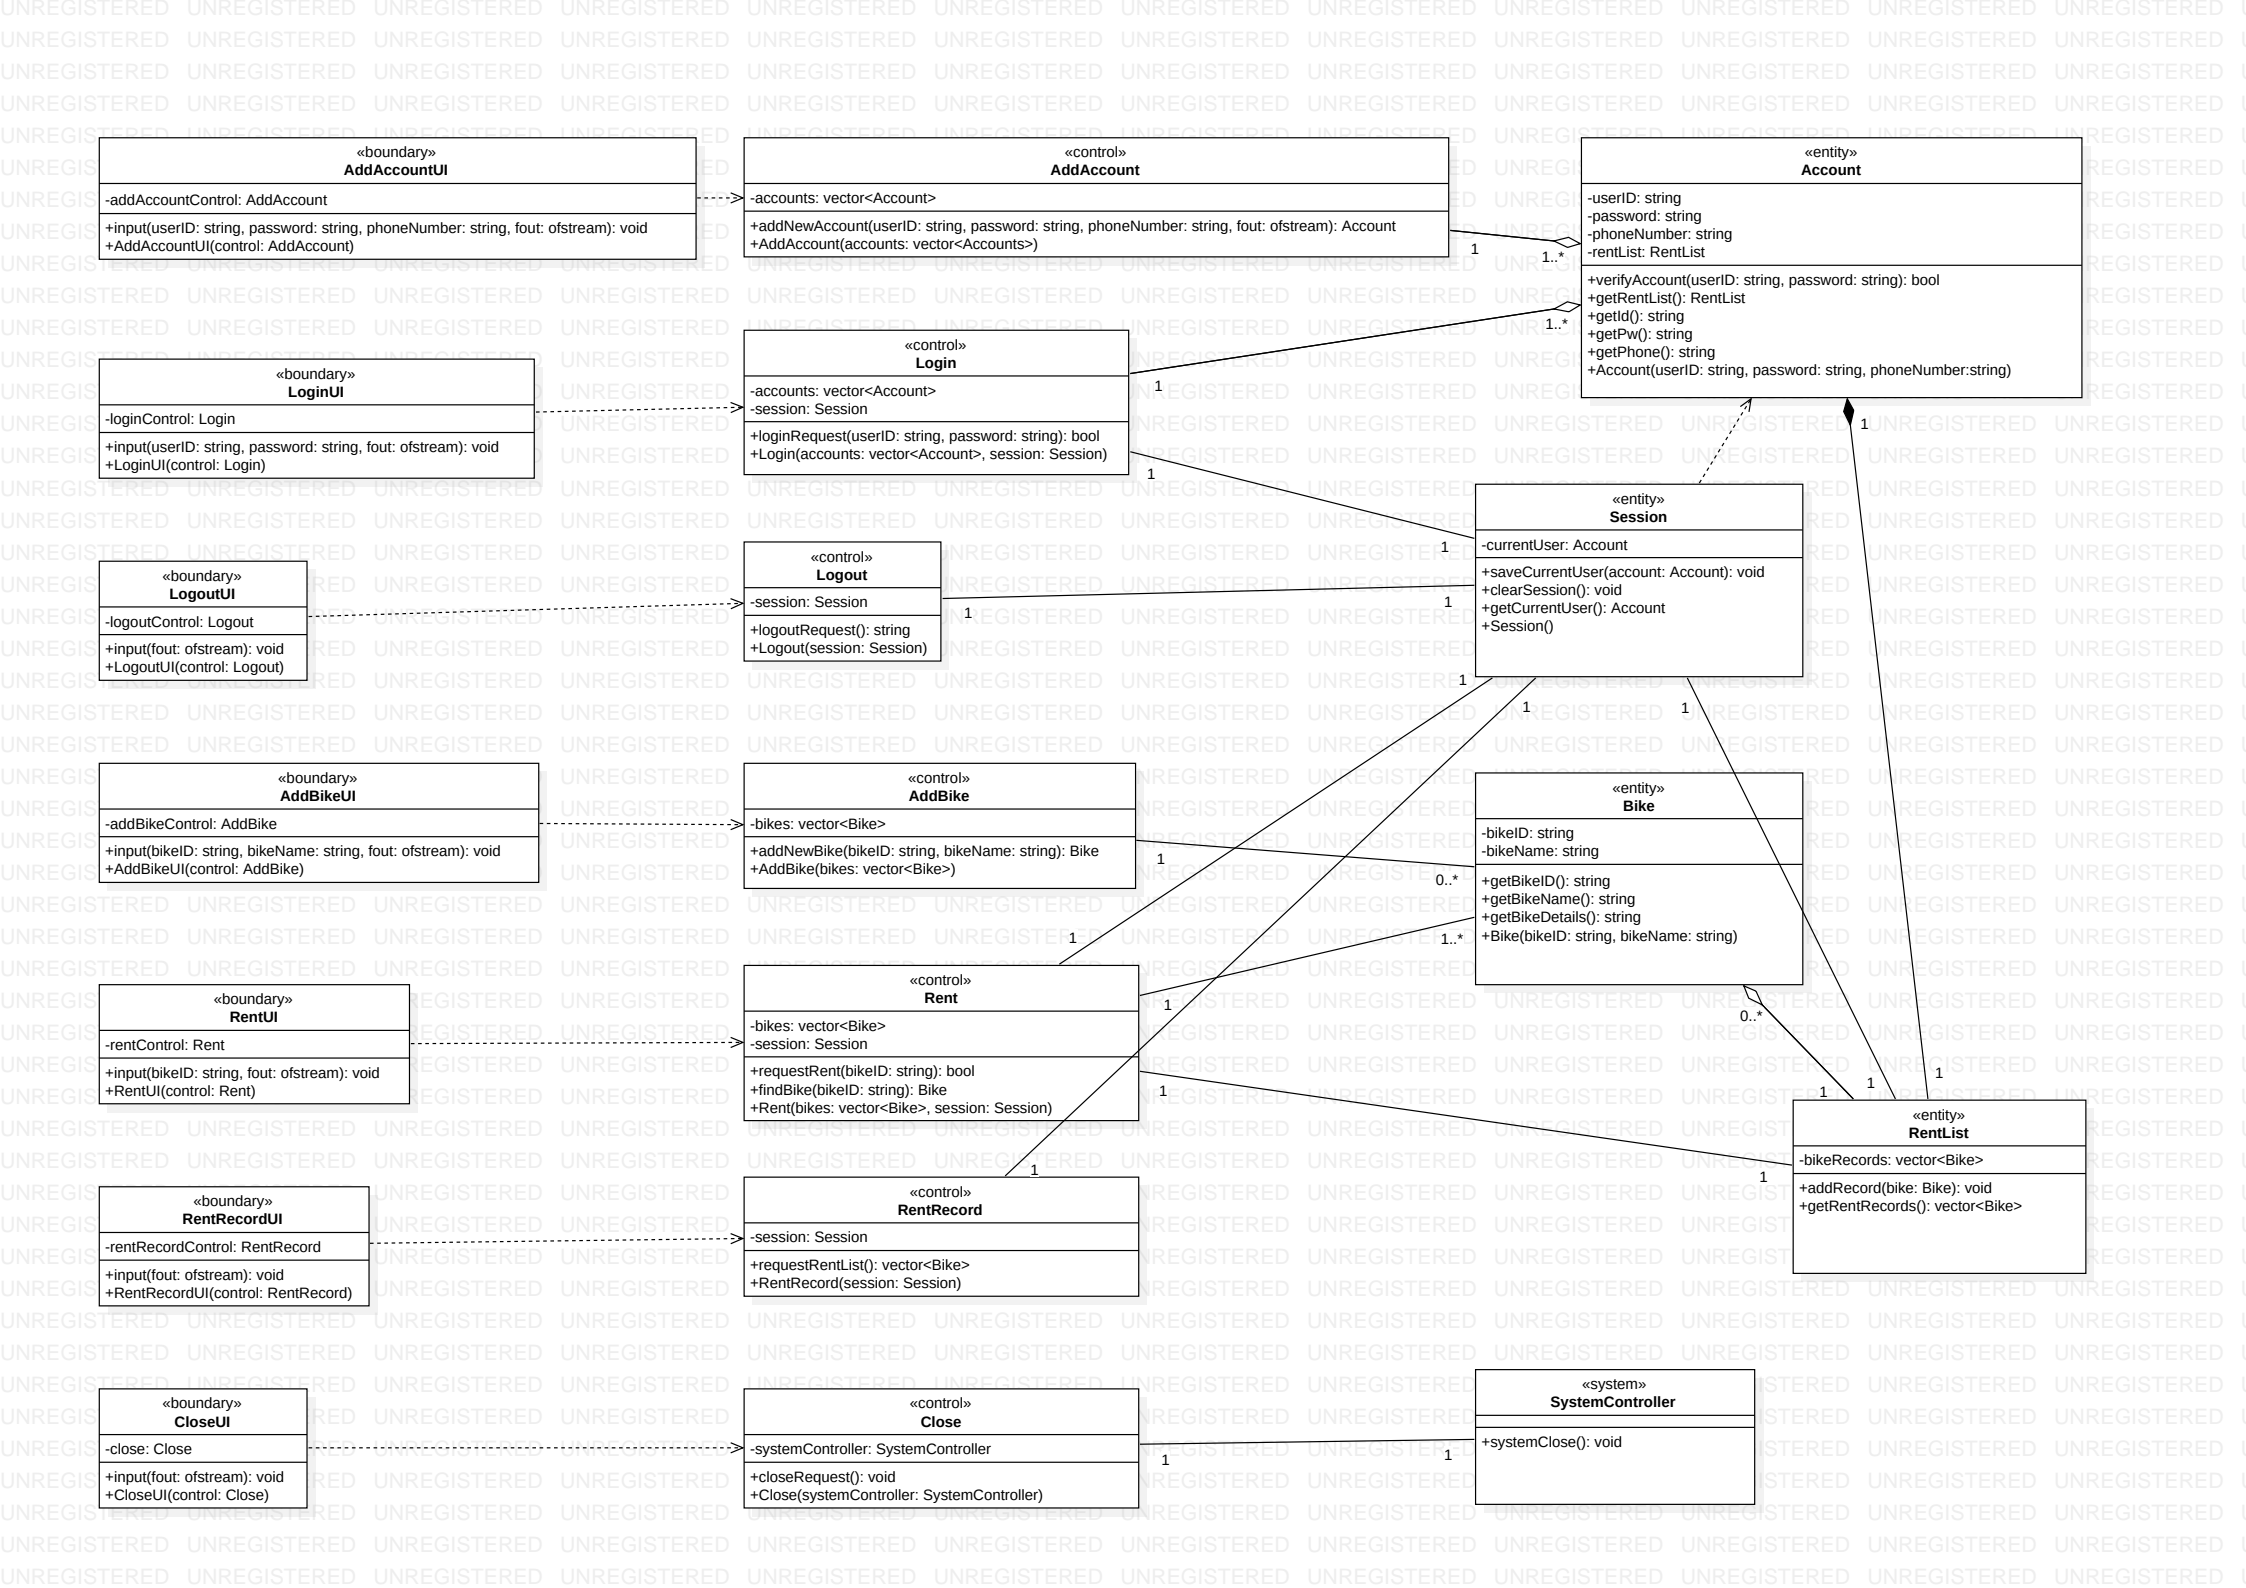 «boundary»
AddAccountUI
-addAccountControl: AddAccount
+input(userID: string, password: string, phoneNumber: string, fout: ofstream): void
+AddAccountUI(control: AddAccount)
«control»
AddAccount
-accounts: vector<Account>
+addNewAccount(userID: string, password: string, phoneNumber: string, fout: ofstream): Account
+AddAccount(accounts: vector<Accounts>)
1
1..*
«entity»
Account
-userID: string
-password: string
-phoneNumber: string
-rentList: RentList
+verifyAccount(userID: string, password: string): bool
+getRentList(): RentList
+getId(): string
+getPw(): string
+getPhone(): string
+Account(userID: string, password: string, phoneNumber:string)
«boundary»
LoginUI
-loginControl: Login
+input(userID: string, password: string, fout: ofstream): void
+LoginUI(control: Login)
«control»
Login
-accounts: vector<Account>
-session: Session
+loginRequest(userID: string, password: string): bool
+Login(accounts: vector<Account>, session: Session)
1
1..*
1
1
1
«entity»
Session
-currentUser: Account
+saveCurrentUser(account: Account): void
+clearSession(): void
+getCurrentUser(): Account
+Session()
«boundary»
LogoutUI
-logoutControl: Logout
+input(fout: ofstream): void
+LogoutUI(control: Logout)
«control»
Logout
-session: Session
+logoutRequest(): string
+Logout(session: Session)
1
1
1
1
1
«boundary»
AddBikeUI
-addBikeControl: AddBike
+input(bikeID: string, bikeName: string, fout: ofstream): void
+AddBikeUI(control: AddBike)
«control»
AddBike
-bikes: vector<Bike>
+addNewBike(bikeID: string, bikeName: string): Bike
+AddBike(bikes: vector<Bike>)
1
0..*
«entity»
Bike
-bikeID: string
-bikeName: string
+getBikeID(): string
+getBikeName(): string
+getBikeDetails(): string
+Bike(bikeID: string, bikeName: string)
1
1..*
«boundary»
RentUI
-rentControl: Rent
+input(bikeID: string, fout: ofstream): void
+RentUI(control: Rent)
«control»
Rent
-bikes: vector<Bike>
-session: Session
+requestRent(bikeID: string): bool
+findBike(bikeID: string): Bike
+Rent(bikes: vector<Bike>, session: Session)
1
1
0..*
1
1
1
1
«entity»
RentList
-bikeRecords: vector<Bike>
+addRecord(bike: Bike): void
+getRentRecords(): vector<Bike>
«boundary»
RentRecordUI
-rentRecordControl: RentRecord
+input(fout: ofstream): void
+RentRecordUI(control: RentRecord)
1
«control»
RentRecord
-session: Session
+requestRentList(): vector<Bike>
+RentRecord(session: Session)
«boundary»
CloseUI
-close: Close
+input(fout: ofstream): void
+CloseUI(control: Close)
«control»
Close
-systemController: SystemController
+closeRequest(): void
+Close(systemController: SystemController)
1
1
«system»
SystemController
+systemClose(): void
UNREGISTERED